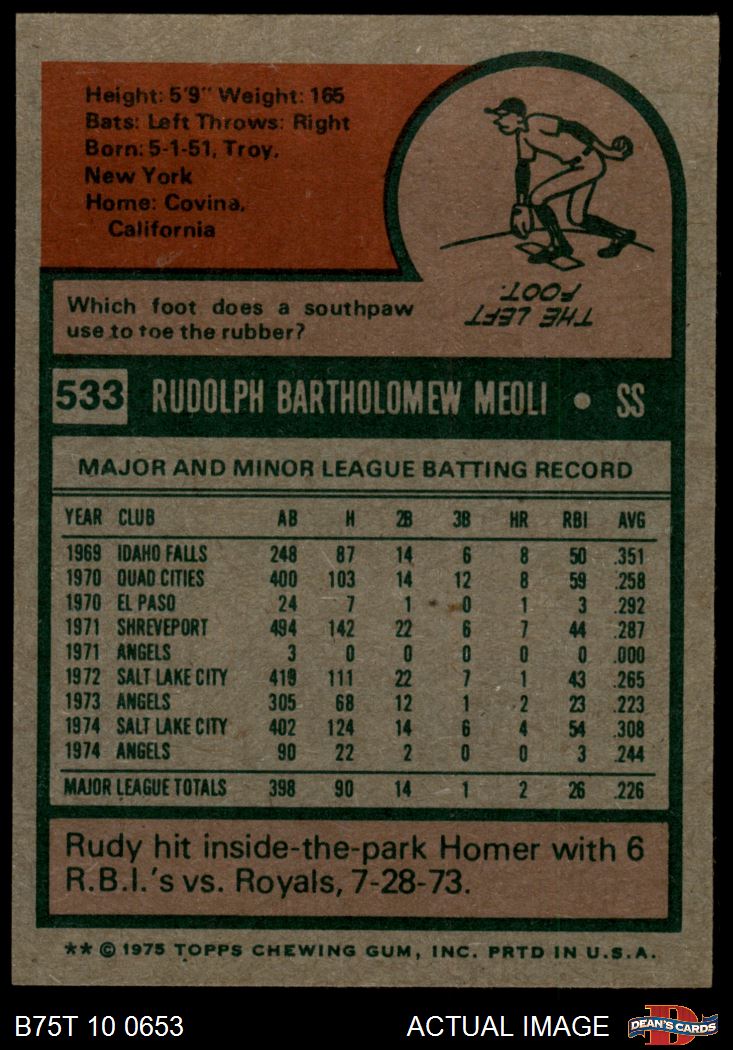 Height: 5'9" Weight: 165
Bats: Left Throws: Right
Born: 5-1-51, Troy,
New York
Home: Covina,
California
Which foot does a southpaw
use to toe the rubber?
THE LEFT
FOOT.
533 RUDOLPH BARTHOLOMEW MEOLI • SS
MAJOR AND MINOR LEAGUE BATTING RECORD
YEAR CLUB AB H 2B 3B HR RBI AVG
1969 IDAHO FALLS 248 87 14 6 8 50 .351
1970 QUAD CITIES 400 103 14 12 8 59 .258
1970 EL PASO 24 7 1 0 1 3 .292
1971 SHREVEPORT 494 142 22 6 7 44 .287
1971 ANGELS 3 0 0 0 0 0 .000
1972 SALT LAKE CITY 419 111 22 7 1 43 .265
1973 ANGELS 305 68 12 1 2 23 .223
1974 SALT LAKE CITY 402 124 14 6 4 54 .308
1974 ANGELS 90 22 2 0 0 3 .244
MAJOR LEAGUE TOTALS 398 90 14 1 2 26 .226
Rudy hit inside-the-park Homer with 6
R.B.I.'s vs. Royals, 7-28-73.
** © 1975 TOPPS CHEWING GUM, INC. PRTD IN U.S.A.
B75T 10 0653 ACTUAL IMAGE DEAN'S CARDS